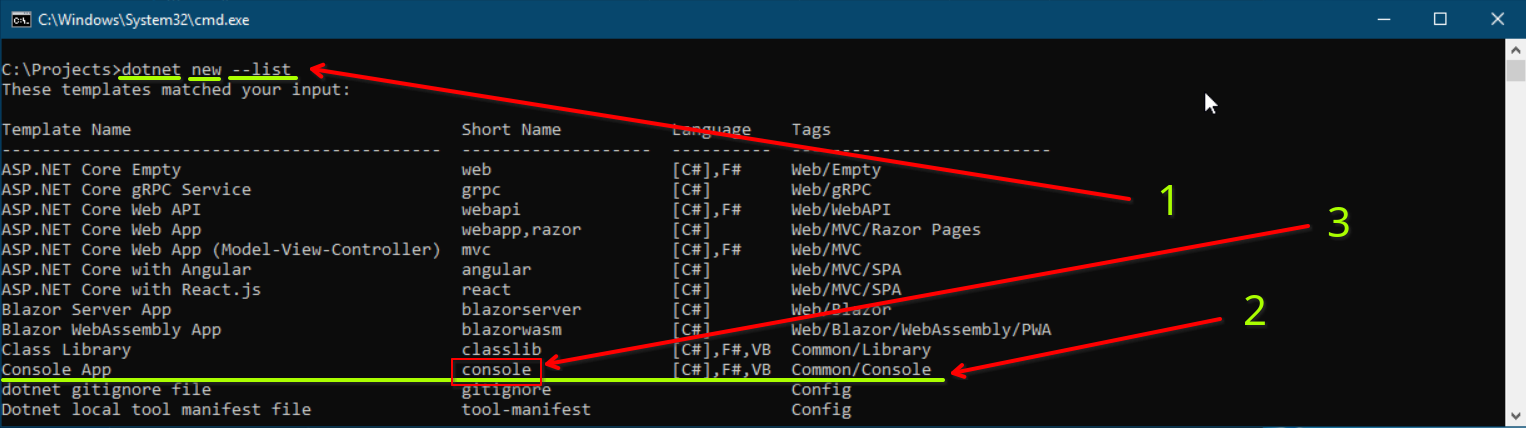 C:\Windows\System32\cmd.exe
C:\Projects>dotnet new --list
These templates matched your input:
Template Name Short Name Language Tags
-------------------------------------------- ------------------- ---------- --------------------------
ASP.NET Core Empty web [C#],F# Web/Empty
ASP.NET Core gRPC Service grpc [C#] Web/gRPC
1
ASP.NET Core Web API webapi [C#],F# Web/WebAPI
3
ASP.NET Core Web App webapp,razor [C#] Web/MVC/Razor Pages
ASP.NET Core Web App (Model-View-Controller) mvc [C#],F# Web/MVC
ASP.NET Core with Angular angular [C#] Web/MVC/SPA
ASP.NET Core with React.js react [C#] Web/MVC/SPA
Blazor Server App blazorserver [C#] Web/Blazor
2
Blazor WebAssembly App blazorwasm [C#] Web/Blazor/WebAssembly/PWA
Class Library classlib [C#],F#,VB Common/Library
Console App console [C#],F#,VB Common/Console
dotnet gitignore file gitignore Config
Dotnet local tool manifest file tool-manifest Config